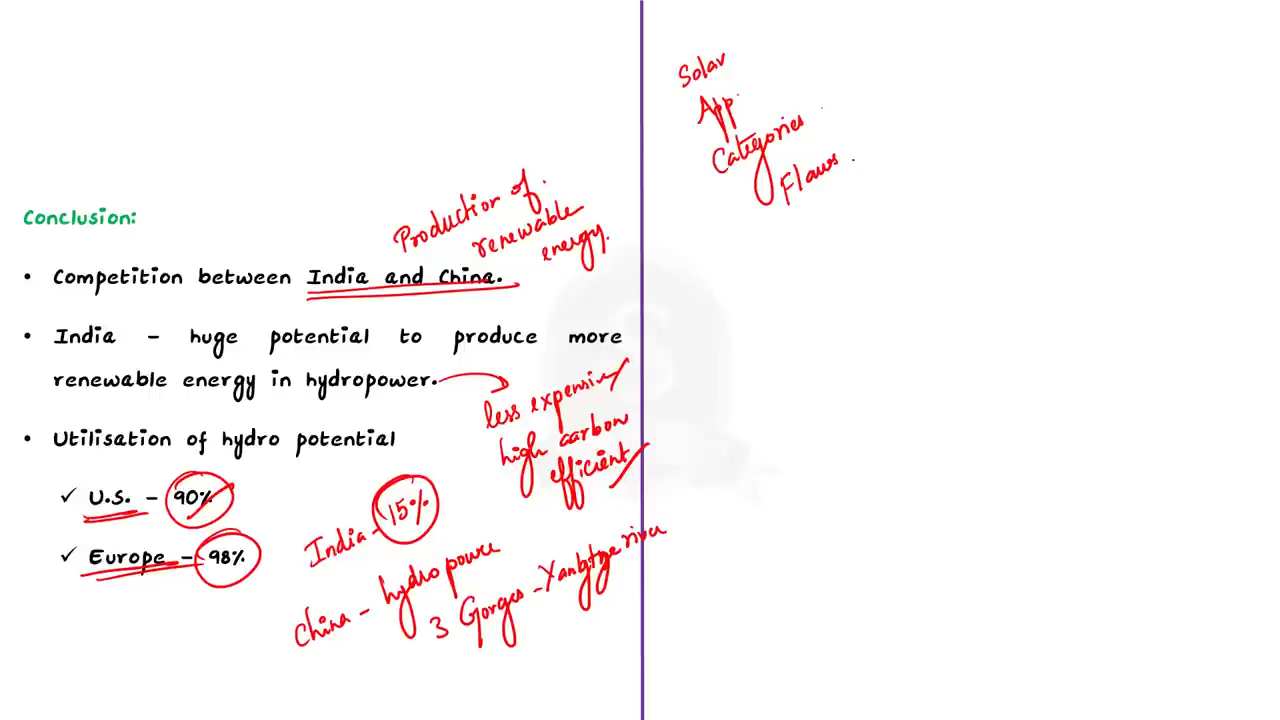 Conclusion:
Production of
renewable
energy.
• Competition between India and China.
• India – huge potential to produce more
renewable energy in hydropower.
less expensive
high carbon
efficient
• Utilisation of hydro potential
✓ U.S. – 90%
✓ Europe – 98%
India – 15%
China – hydropower
3 Gorges – Yangtze river
Solar
App.
Categories
Flaws